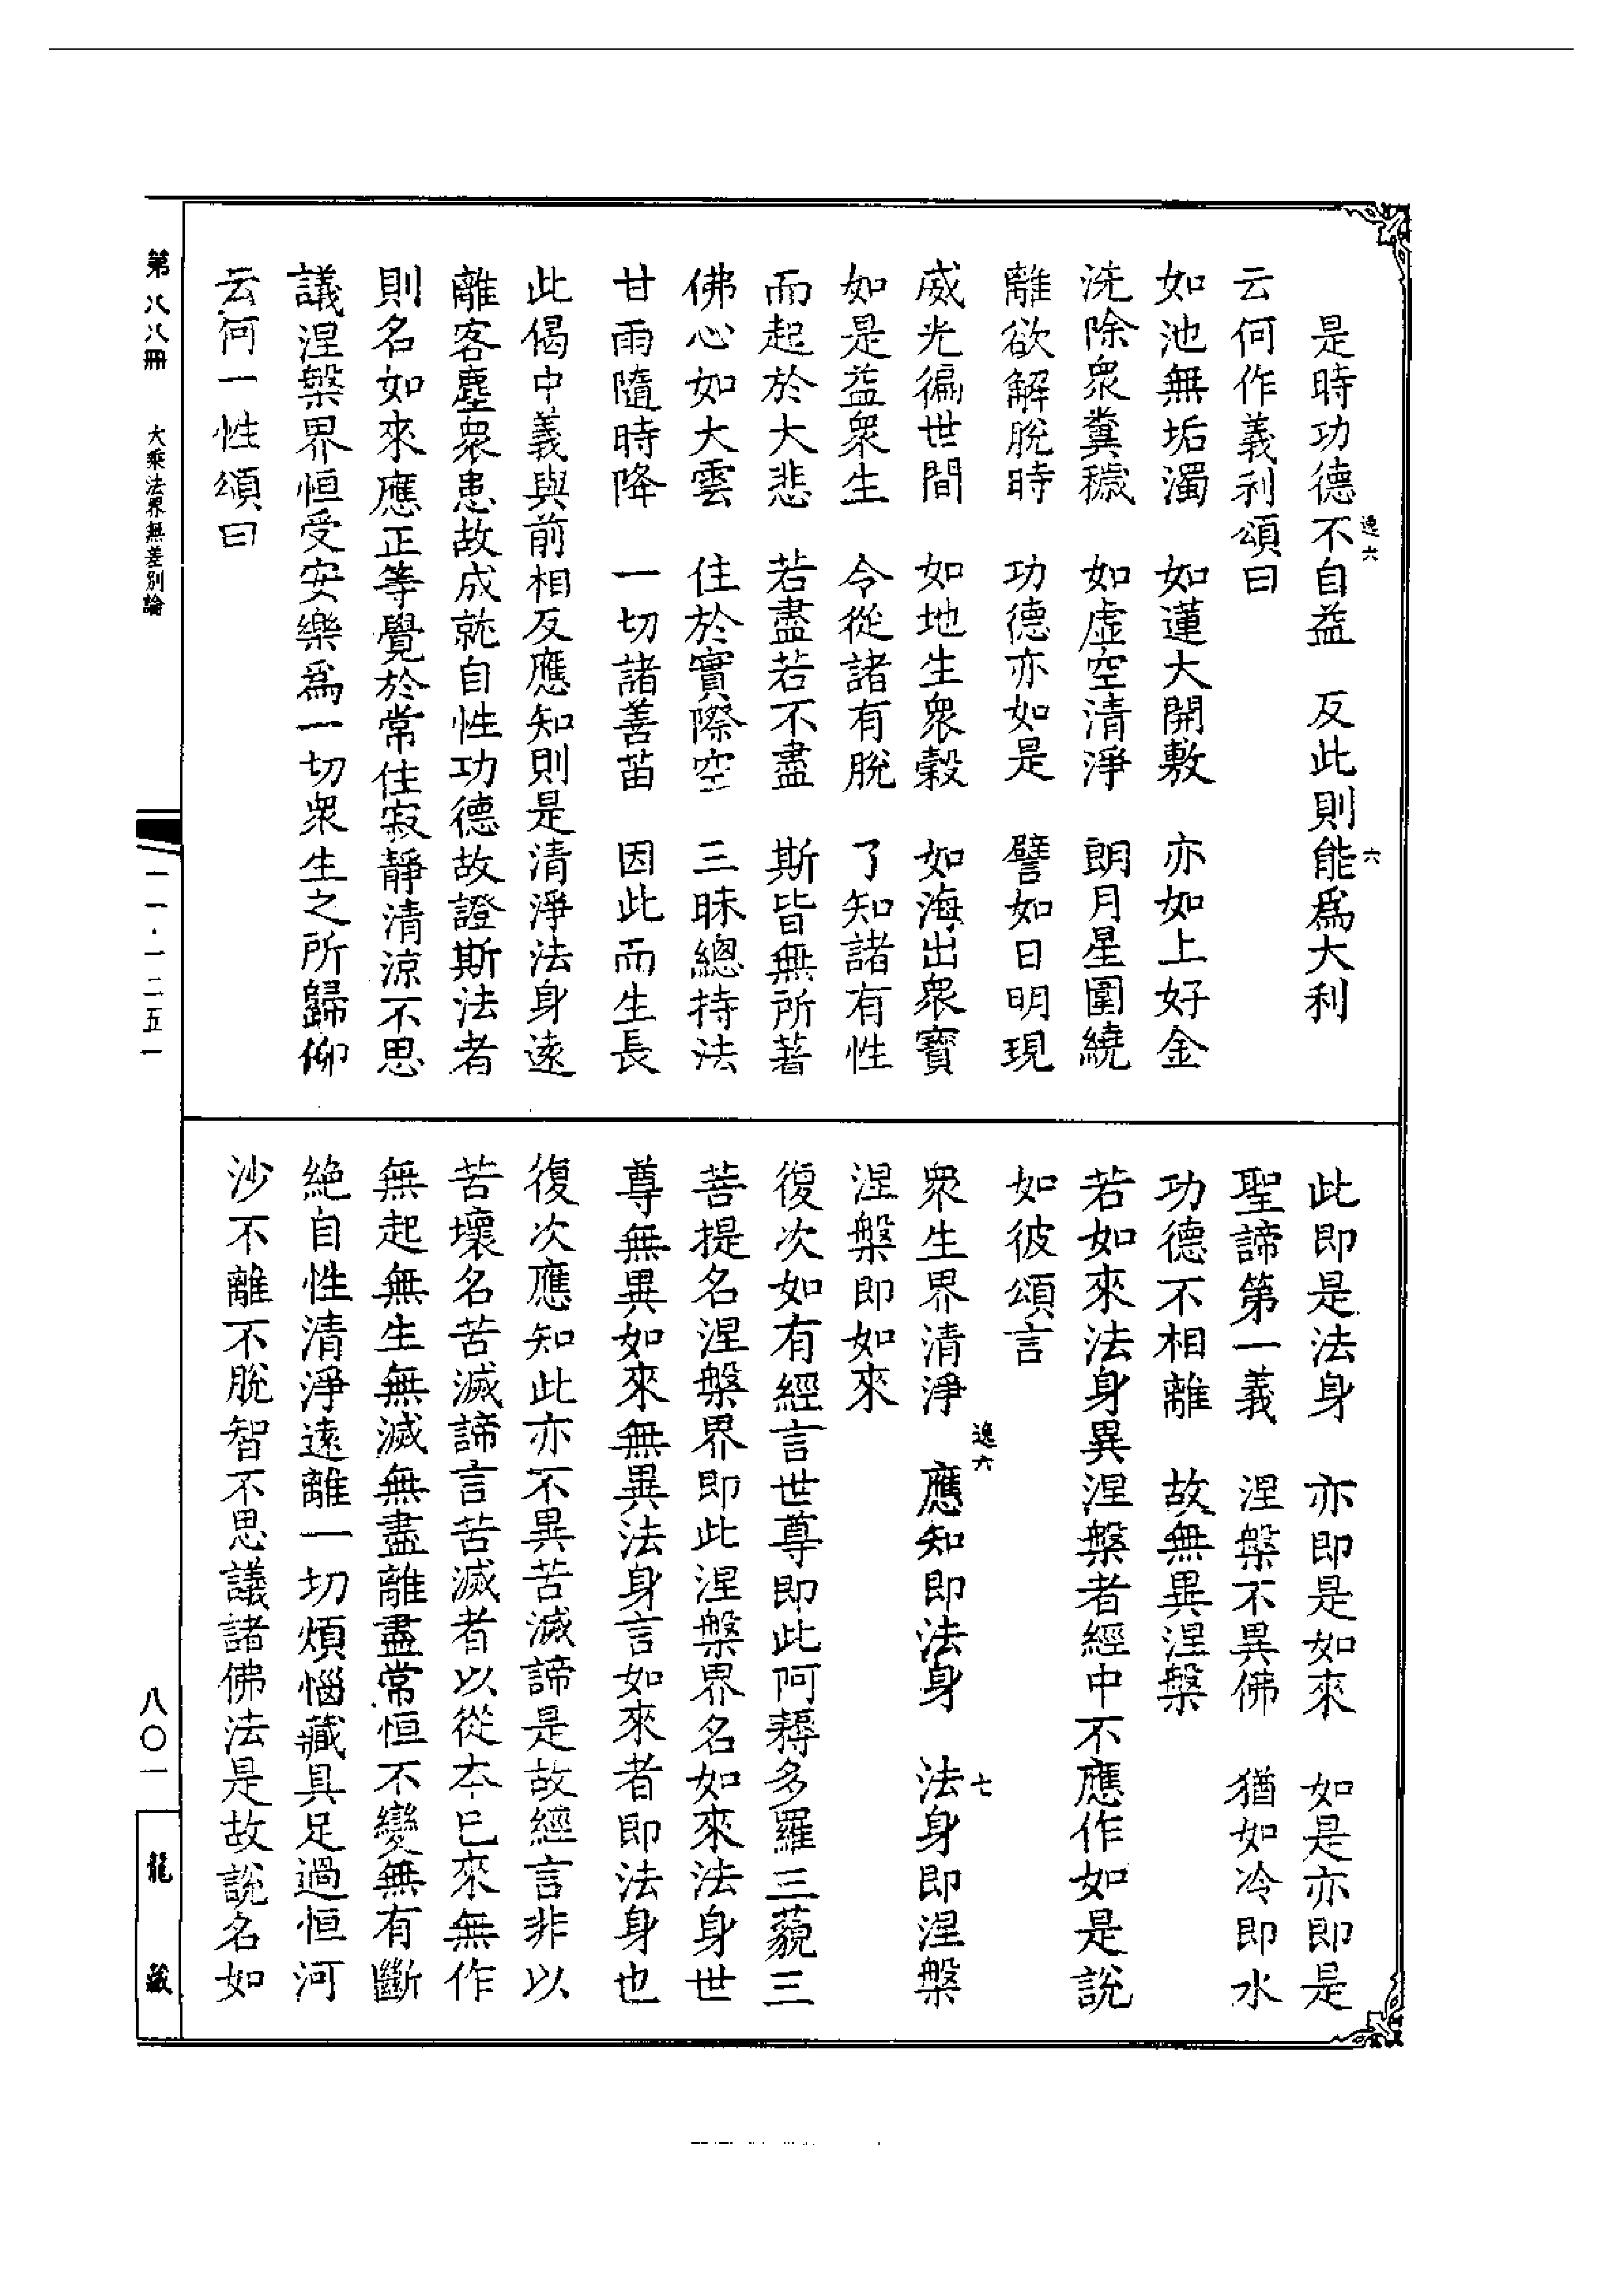 是時功德不自益　反此則能爲大利
逸六
六
云何作義利頌曰
如池無垢濁　如蓮大開敷　亦如上好金
洗除衆糞穢　如虛空清淨　朗月星圍繞
離欲解脫時　功德亦如是　譬如日明現
威光徧世間　如地生衆穀　如海出衆寶
如是益衆生　令從諸有脫　了知諸有性
而起於大悲　若盡若不盡　斯皆無所著
佛心如大雲　住於實際空　三昧總持法
甘雨隨時降　一切諸善苗　因此而生長
此偈中義與前相反應知則是清淨法身遠
離客塵衆患故成就自性功德故證斯法者
則名如來應正等覺於常住寂靜清涼不思
議涅槃界恒受安樂爲一切衆生之所歸仰
云何一性頌曰
此即是法身　亦即是如來　如是亦即是
聖諦第一義　涅槃不異佛　猶如冷即水
功德不相離　故無異涅槃
若如來法身異涅槃者經中不應作如是說
如彼頌言
衆生界清淨　應知即法身　法身即涅槃
逸六
七
涅槃即如來
復次如有經言世尊即此阿耨多羅三藐三
菩提名涅槃界即此涅槃界名如來法身世
尊無異如來無異法身言如來者即法身也
復次應知此亦不異苦滅諦是故經言非以
苦壞名苦滅諦言苦滅者以從本已來無作
無起無生無滅無盡離盡常恒不變無有斷
絶自性清淨遠離一切煩惱藏具足過恒河
沙不離不脫智不思議諸佛法是故說名如
第八八冊　大乘法界無差別論
一一·一二五一
八〇一
龍藏